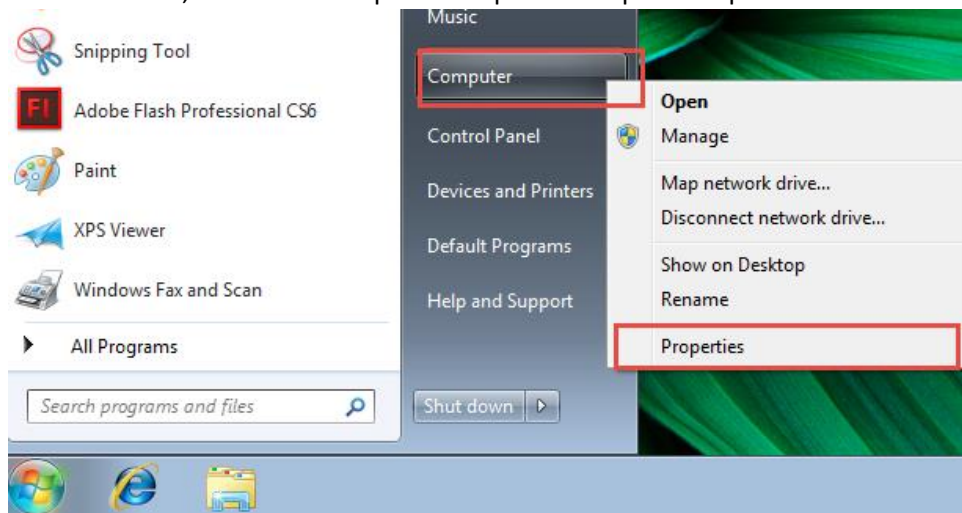 Snipping Tool
Fl
Adobe Flash Professional CS6
Paint
XPS Viewer
Windows Fax and Scan
All Programs
Search programs and files
Music
Computer
Control Panel
Devices and Printers
Default Programs
Help and Support
Shut down
Open
Manage
Map network drive...
Disconnect network drive...
Show on Desktop
Rename
Properties